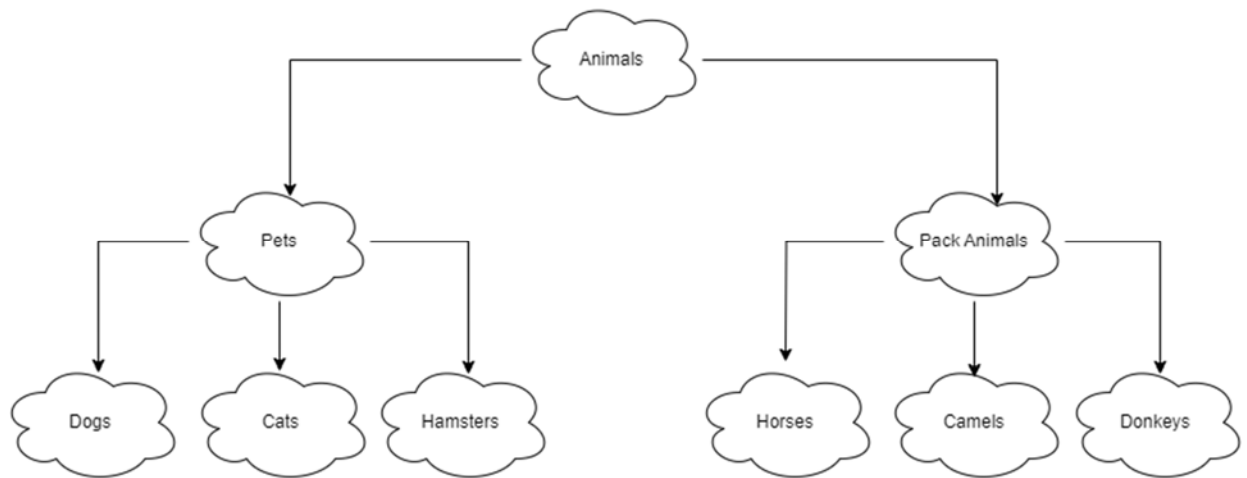 Animals
Pets
Pack Animals
Dogs
Cats
Hamsters
Horses
Camels
Donkeys